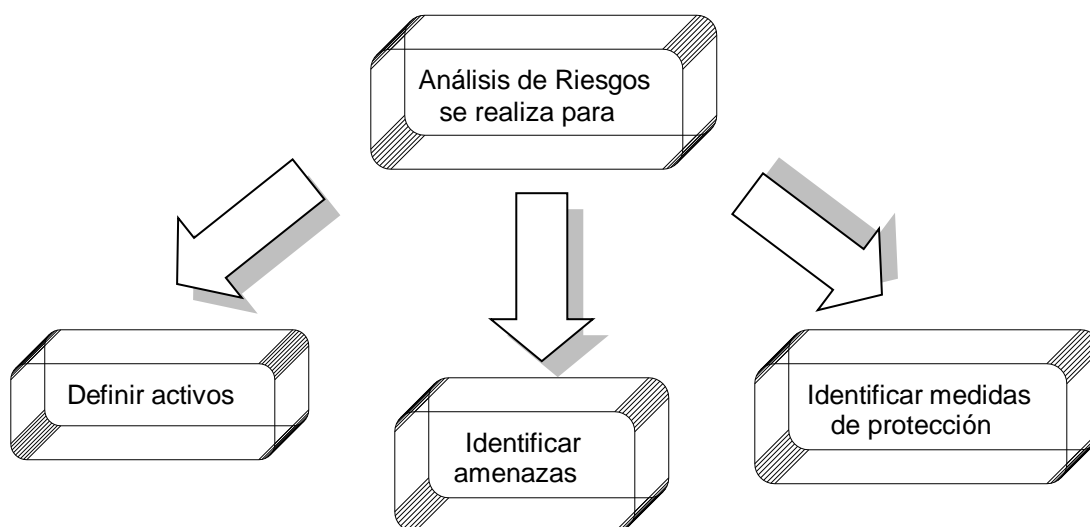 Análisis de Riesgos
se realiza para
Definir activos
Identificar
amenazas
Identificar medidas
de protección